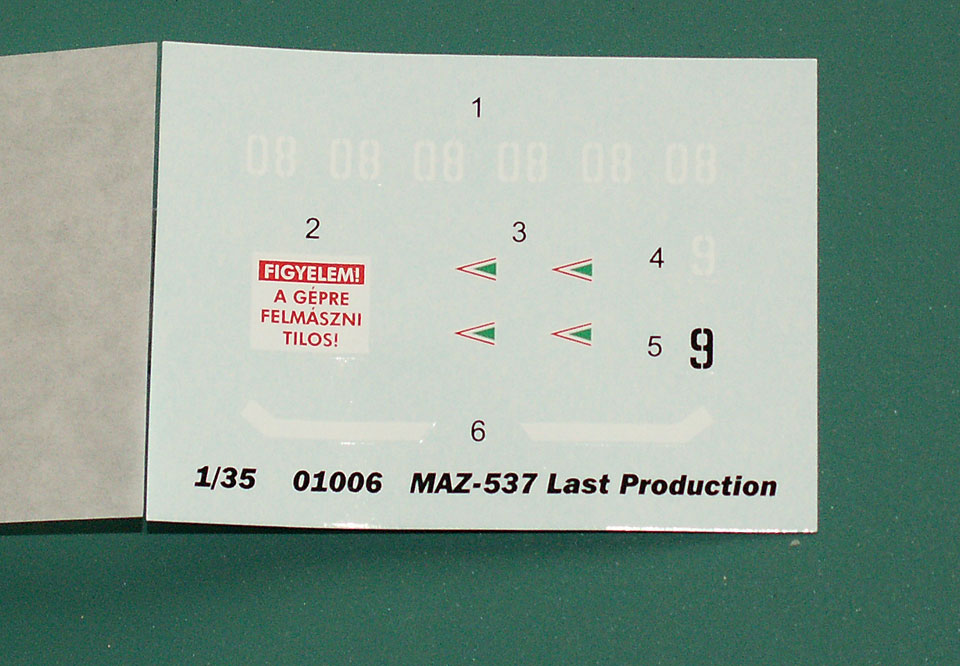 1
08 08 08 08 08 08
2
3
4
9
FIGYELEM!
A GÉPRE
FELMÁSZNI
TILOS!
5
9
6
1/35 01006 MAZ-537 Last Production